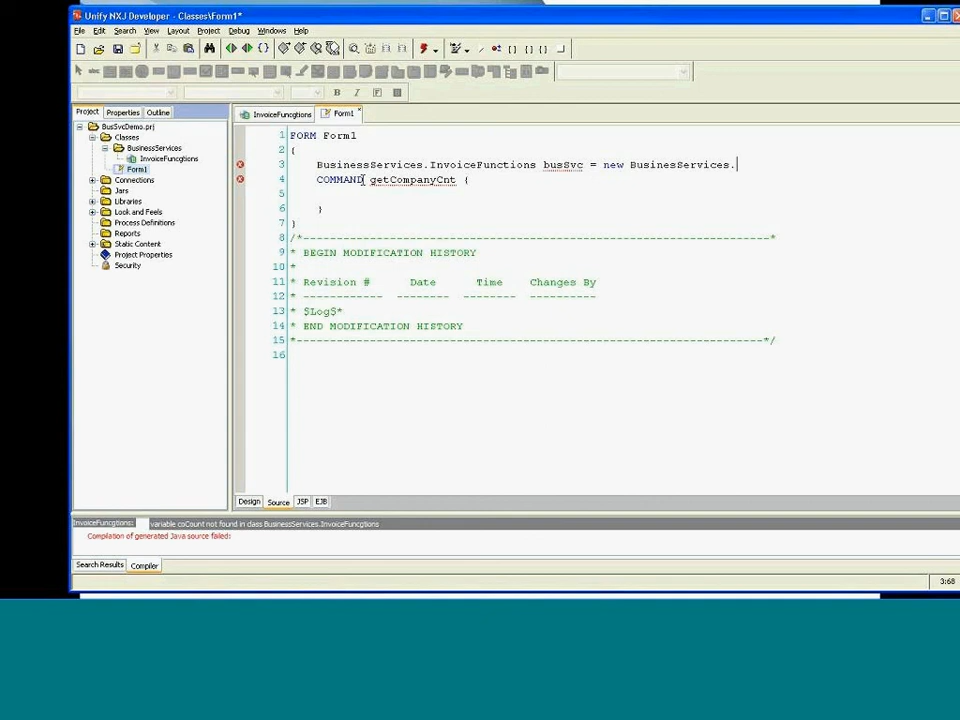 Unify NXJ Developer - Classes\Form1*
File Edit Search View Layout Project Debug Windows Help
B I F
Project Properties Outline
InvoiceFuncgtions Form1
BusSvcDemo.prj
Classes
BusinessServices
InvoiceFuncgtions
Form1
Connections
Jars
Libraries
Look and Feels
Process Definitions
Reports
Static Content
Project Properties
Security
1 FORM Form1
2 {
3 BusinessServices.InvoiceFunctions busSvc = new BusinesServices.
4 COMMAND getCompanyCnt {
5
6 }
7 }
8 /*----------------------------------------------------------------------*
9 * BEGIN MODIFICATION HISTORY
10 *
11 * Revision # Date Time Changes By
12 * ------------ -------- -------- ----------
13 * $Log$*
14 * END MODIFICATION HISTORY
15 *----------------------------------------------------------------------*/
16
Design Source JSP EJB
InvoiceFuncgtions: variable coCount not found in class BusinessServices.InvoiceFuncgtions
Compilation of generated Java source failed:
Search Results Compiler
3:68